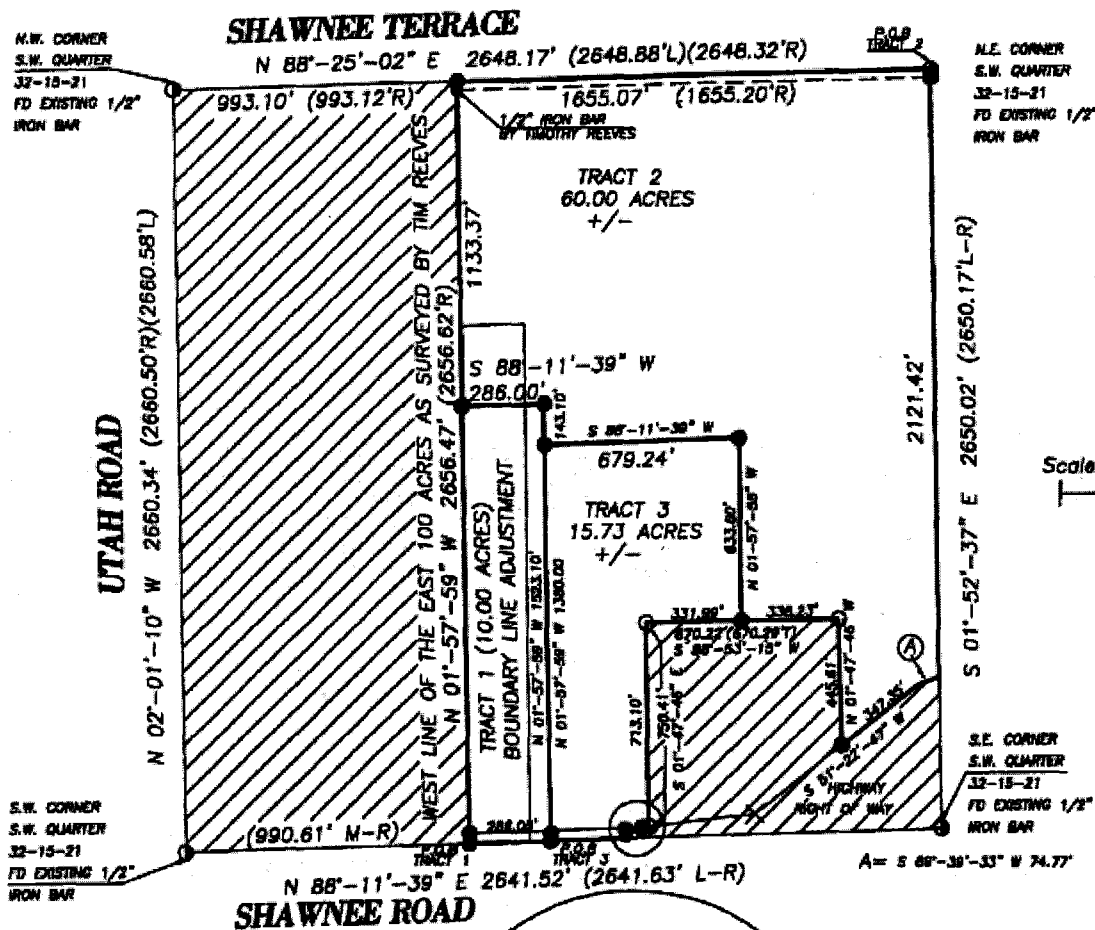 SHAWNEE TERRACE
N 88°-25'-02" E 2648.17' (2648.88'L)(2648.32'R)
N.W. CORNER
S.W. QUARTER
32-15-21
FD EXISTING 1/2"
IRON BAR
P.O.B
TRACT 2
N.E. CORNER
S.W. QUARTER
32-15-21
FD EXISTING 1/2"
IRON BAR
993.10' (993.12'R)
1655.07' (1655.20'R)
1/2" IRON BAR
BY TIMOTHY REEVES
TRACT 2
60.00 ACRES
+/-
WEST LINE OF THE EAST 100 ACRES AS SURVEYED BY TIM REEVES
N 01°-57'-59" W 2656.47' (2656.62'R)
1133.37'
UTAH ROAD
N 02°-01'-10" W 2660.34' (2660.50'R)(2660.58'L)
S 88°-11'-39" W
286.00'
143.10'
S 88°-11'-39" W
679.24'
TRACT 3
15.73 ACRES
+/-
TRACT 1 (10.00 ACRES)
BOUNDARY LINE ADJUSTMENT
N 01°-57'-59" W 1523.10'
N 01°-57'-59" W 1380.00
633.80'
2121.42'
S 01°-52'-37" E 2650.02' (2650.17'L-R)
Scale
331.99'
338.23'
S 88°-53'-15" W
713.10'
750.41'
S 01°-47'-46" E
445.61'
N 01°-47'-46" W
A
347.35'
S 51°-22'-47" W
HIGHWAY
RIGHT OF WAY
S.E. CORNER
S.W. QUARTER
32-15-21
FD EXISTING 1/2"
IRON BAR
S.W. CORNER
S.W. QUARTER
32-15-21
FD EXISTING 1/2"
IRON BAR
(990.61' M-R)
286.00'
P.O.B
TRACT 1
P.O.B
TRACT 3
N 88°-11'-39" E 2641.52' (2641.63' L-R)
SHAWNEE ROAD
A= S 69°-39'-33" W 74.77'